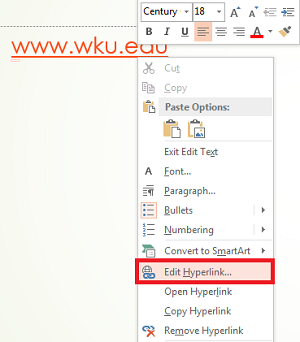 Century 18 A A
B I U A
www.wku.edu
Cut
Copy
Paste Options:
Exit Edit Text
A Font...
Paragraph...
Bullets
Numbering
Convert to SmartArt
Edit Hyperlink...
Open Hyperlink
Copy Hyperlink
Remove Hyperlink